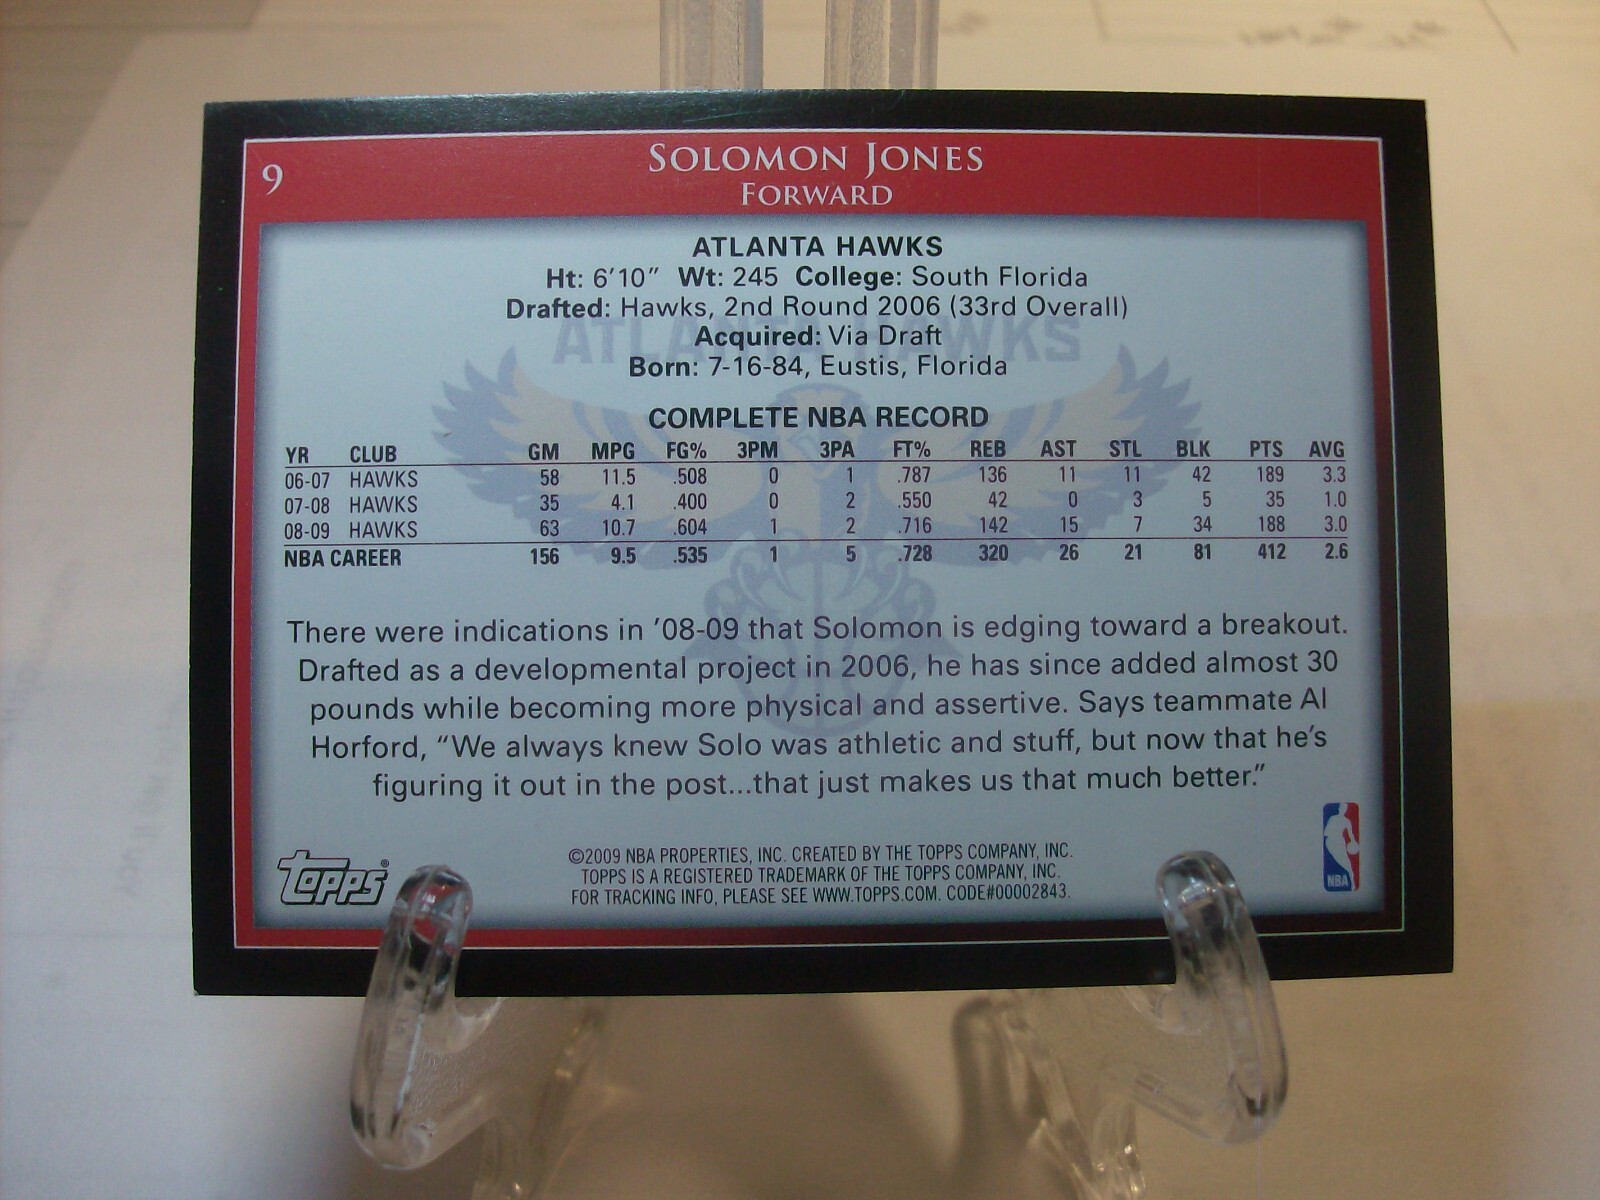 9
SOLOMON JONES
FORWARD
ATLANTA HAWKS
ATLANTA HAWKS
Ht: 6'10" Wt: 245 College: South Florida
Drafted: Hawks, 2nd Round 2006 (33rd Overall)
Acquired: Via Draft
Born: 7-16-84, Eustis, Florida
COMPLETE NBA RECORD
YR CLUB GM MPG FG% 3PM 3PA FT% REB AST STL BLK PTS AVG
06-07 HAWKS 58 11.5 .508 0 1 .787 136 11 11 42 189 3.3
07-08 HAWKS 35 4.1 .400 0 2 .550 42 0 3 5 35 1.0
08-09 HAWKS 63 10.7 .604 1 2 .716 142 15 7 34 188 3.0
NBA CAREER 156 9.5 .535 1 5 .728 320 26 21 81 412 2.6
There were indications in '08-09 that Solomon is edging toward a breakout.
Drafted as a developmental project in 2006, he has since added almost 30
pounds while becoming more physical and assertive. Says teammate Al
Horford, “We always knew Solo was athletic and stuff, but now that he's
figuring it out in the post...that just makes us that much better.”
topps®
©2009 NBA PROPERTIES, INC. CREATED BY THE TOPPS COMPANY, INC.
TOPPS IS A REGISTERED TRADEMARK OF THE TOPPS COMPANY, INC.
FOR TRACKING INFO, PLEASE SEE WWW.TOPPS.COM. CODE#00002843.
NBA